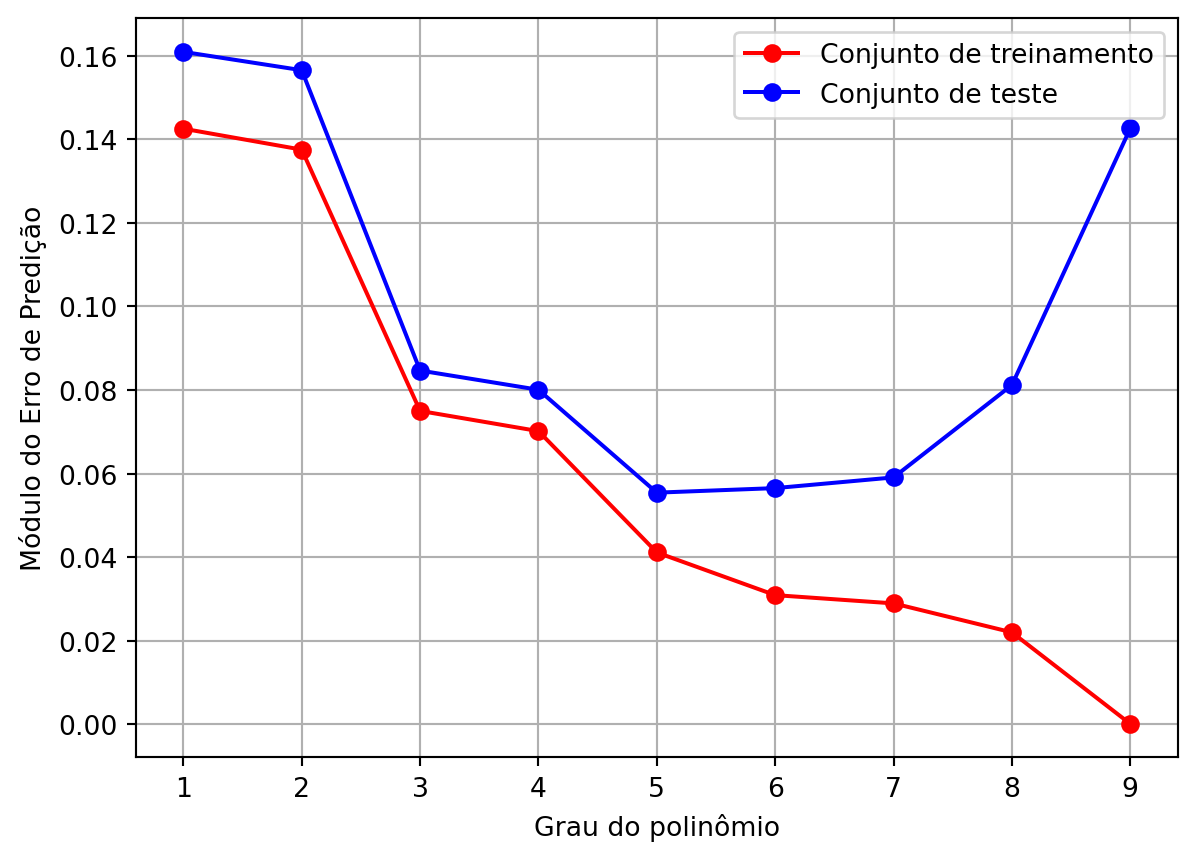 Conjunto de treinamento
Conjunto de teste
0.16
0.14
0.12
0.10
0.08
0.06
0.04
0.02
0.00
Módulo do Erro de Predição
1 2 3 4 5 6 7 8 9
Grau do polinômio